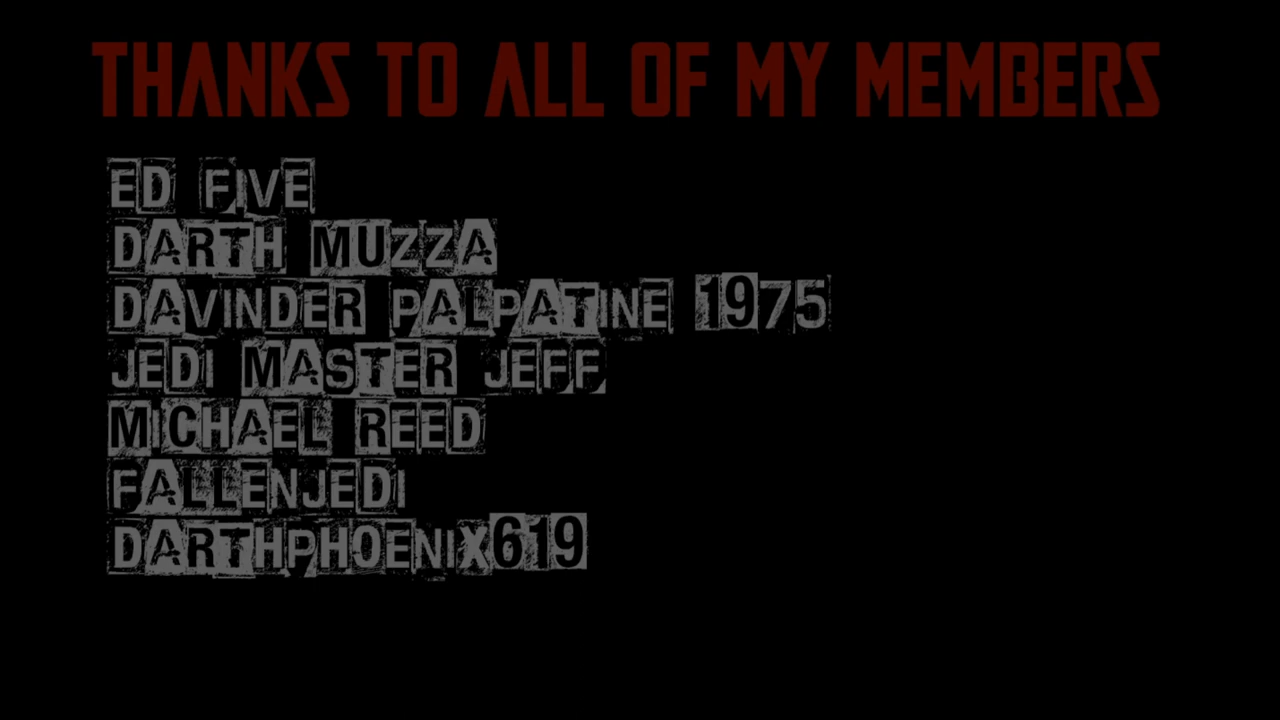 THANKS TO ALL OF MY MEMBERS
ED FIVE
DARTH MUZZA
DAVINDER PALPATINE 1975
JEDI MASTER JEFF
MICHAEL REED
FALLENJEDI
DARTHPHOENIX619